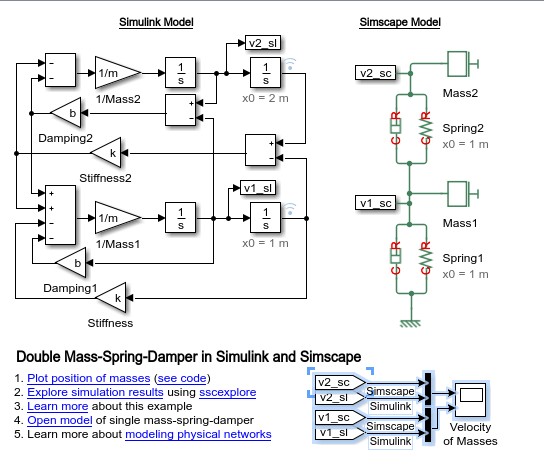 Simulink Model
Simscape Model
v2_sl
1/m
1
s
1
s
1/Mass2
x0 = 2 m
b
Damping2
k
Stiffness2
v1_sl
1/m
1
s
1
s
1/Mass1
x0 = 1 m
b
Damping1
k
Stiffness
v2_sc
Mass2
C R
Spring2
x0 = 1 m
C R
v1_sc
Mass1
C R
Spring1
x0 = 1 m
C R
Double Mass-Spring-Damper in Simulink and Simscape
1. Plot position of masses (see code)
2. Explore simulation results using sscexplore
3. Learn more about this example
4. Open model of single mass-spring-damper
5. Learn more about modeling physical networks
v2_sc
Simscape
v2_sl
Simulink
v1_sc
Simscape
v1_sl
Simulink
Velocity
of Masses